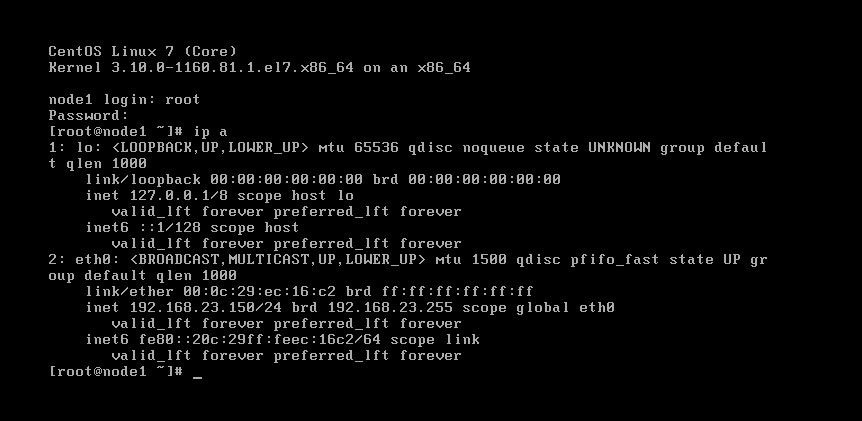 CentOS Linux 7 (Core)
Kernel 3.10.0-1160.81.1.el7.x86_64 on an x86_64
node1 login: root
Password:
[root@node1 ~]# ip a
1: lo: <LOOPBACK,UP,LOWER_UP> mtu 65536 qdisc noqueue state UNKNOWN group defaul
t qlen 1000
    link/loopback 00:00:00:00:00:00 brd 00:00:00:00:00:00
    inet 127.0.0.1/8 scope host lo
       valid_lft forever preferred_lft forever
    inet6 ::1/128 scope host
       valid_lft forever preferred_lft forever
2: eth0: <BROADCAST,MULTICAST,UP,LOWER_UP> mtu 1500 qdisc pfifo_fast state UP gr
oup default qlen 1000
    link/ether 00:0c:29:ec:16:c2 brd ff:ff:ff:ff:ff:ff
    inet 192.168.23.150/24 brd 192.168.23.255 scope global eth0
       valid_lft forever preferred_lft forever
    inet6 fe80::20c:29ff:feec:16c2/64 scope link
       valid_lft forever preferred_lft forever
[root@node1 ~]# _